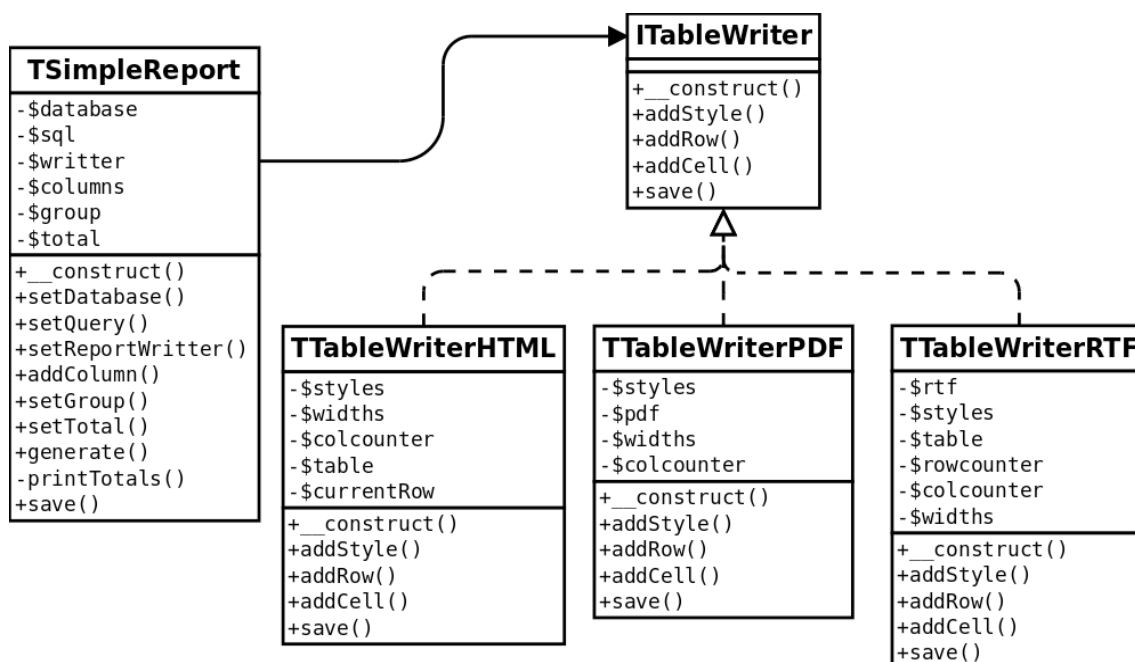 TSimpleReport
-$database
-$sql
-$writter
-$columns
-$group
-$total
+__construct()
+setDatabase()
+setQuery()
+setReportWritter()
+addColumn()
+setGroup()
+setTotal()
+generate()
-printTotals()
+save()
ITableWriter
+__construct()
+addStyle()
+addRow()
+addCell()
+save()
TTableWriterHTML
-$styles
-$widths
-$colcounter
-$table
-$currentRow
+__construct()
+addStyle()
+addRow()
+addCell()
+save()
TTableWriterPDF
-$styles
-$pdf
-$widths
-$colcounter
+__construct()
+addStyle()
+addRow()
+addCell()
+save()
TTableWriterRTF
-$rtf
-$styles
-$table
-$rowcounter
-$colcounter
-$widths
+__construct()
+addStyle()
+addRow()
+addCell()
+save()